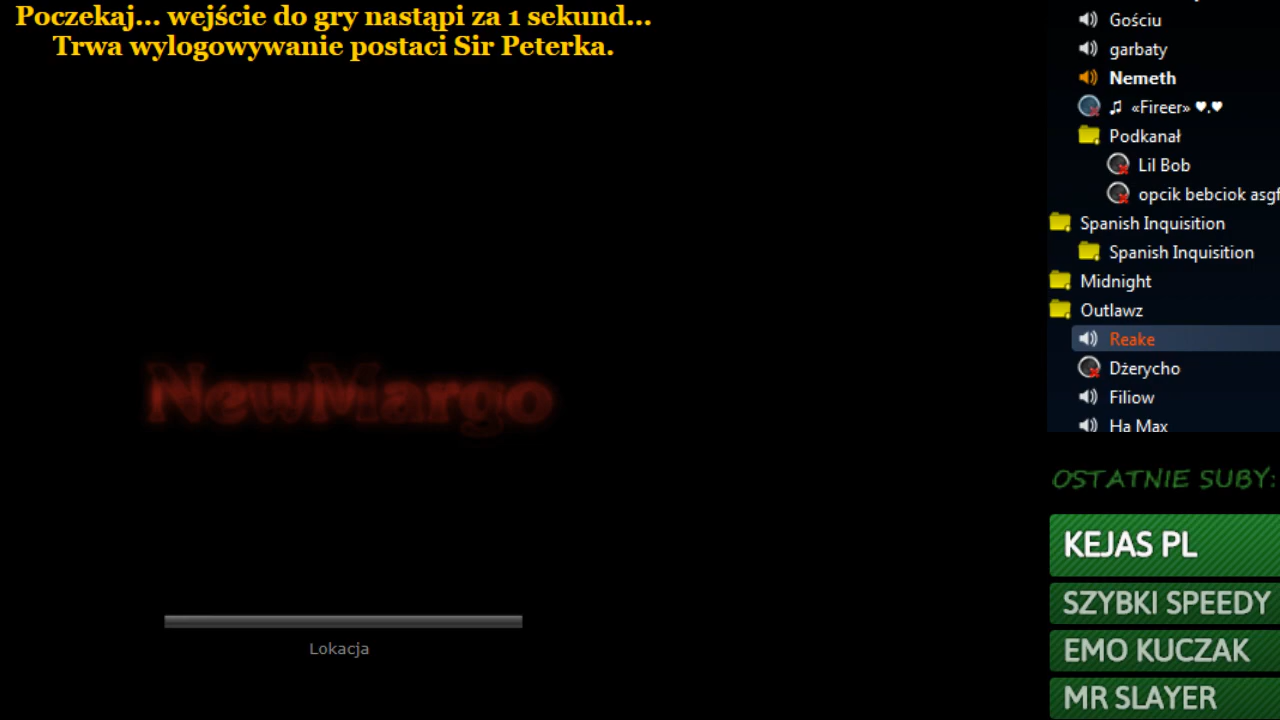 Poczekaj... wejście do gry nastąpi za 1 sekund...
Trwa wylogowywanie postaci Sir Peterka.
NewMargo
Lokacja
Gościu
garbaty
Nemeth
♫ «Fireer» ♥.♥
Podkanał
Lil Bob
opcik bebciok asgf
Spanish Inquisition
Spanish Inquisition
Midnight
Outlawz
Reake
Dżerycho
Filiow
Ha Max
OSTATNIE SUBY:
KEJAS PL
SZYBKI SPEEDY
EMO KUCZAK
MR SLAYER